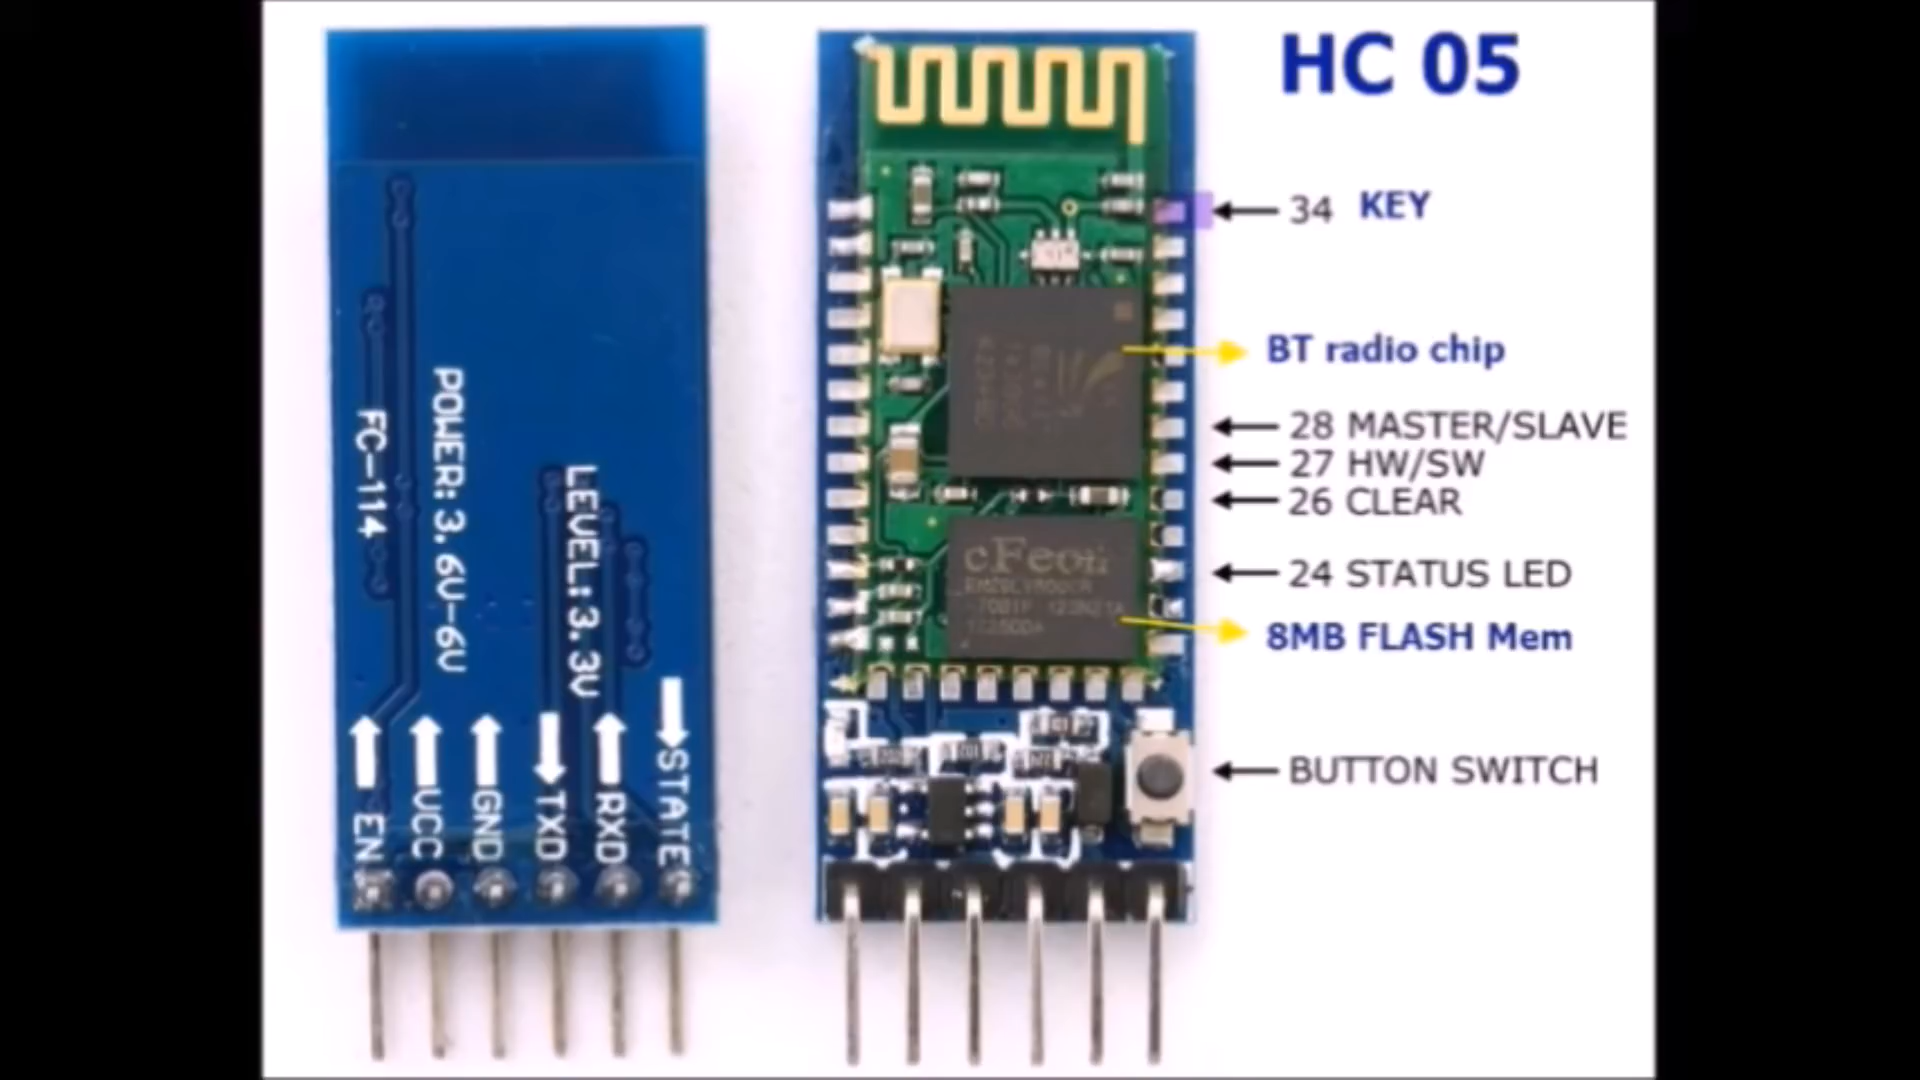 HC 05
34 KEY
BT radio chip
28 MASTER/SLAVE
27 HW/SW
26 CLEAR
24 STATUS LED
8MB FLASH Mem
BUTTON SWITCH
FC-114
POWER: 3.6V-6V
LEVEL: 3.3V
EN
VCC
GND
TXD
RXD
STATE
cFeon